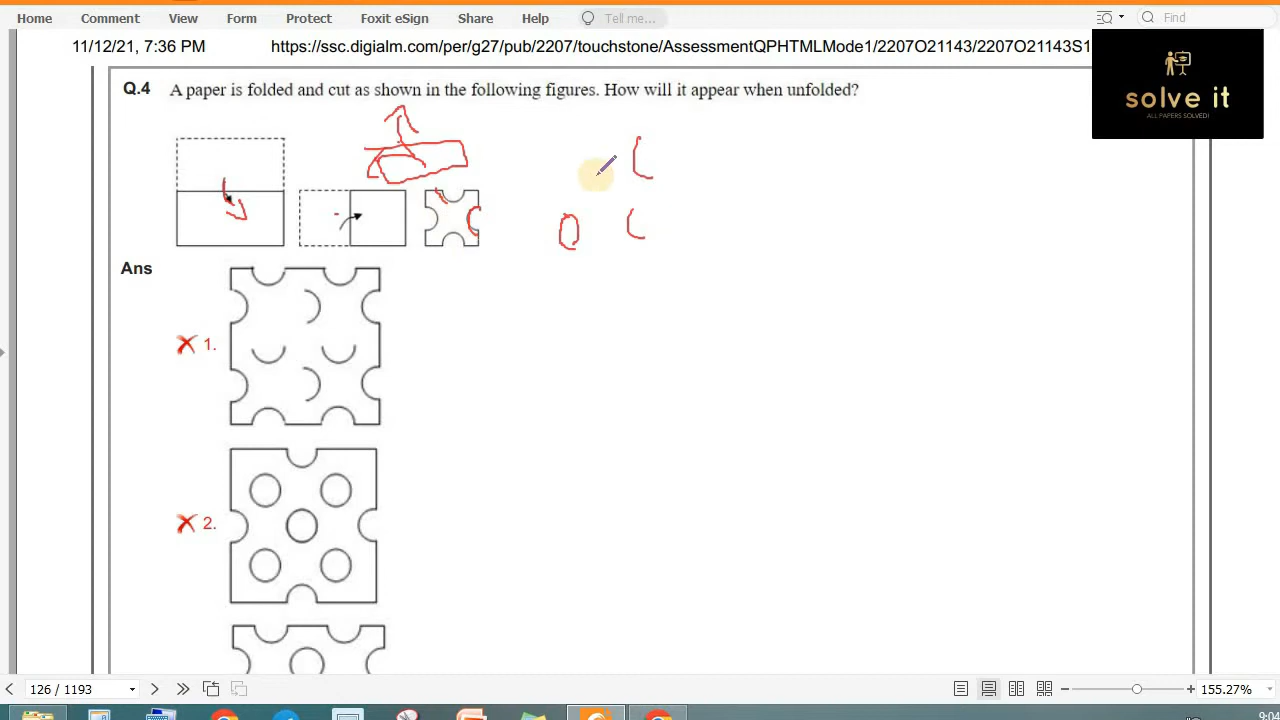 Home Comment View Form Protect Foxit eSign Share Help Tell me... Find
11/12/21, 7:36 PM https://ssc.digialm.com/per/g27/pub/2207/touchstone/AssessmentQPHTMLMode1/2207O21143/2207O21143S1
solve it
ALL PAPERS SOLVED!
Q.4 A paper is folded and cut as shown in the following figures. How will it appear when unfolded?
Ans
1.
2.
126 / 1193 155.27%